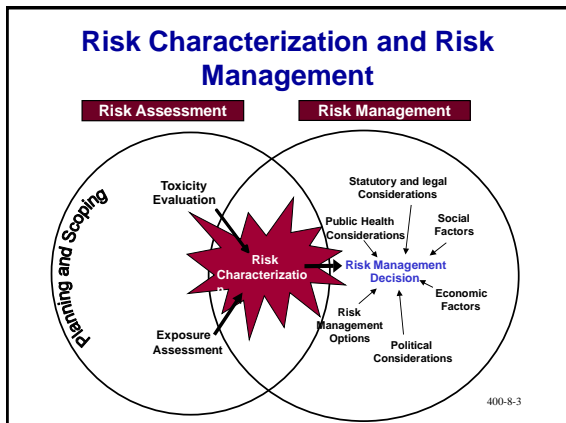 Risk Characterization and Risk
Management
Risk Assessment
Risk Management
Planning and Scoping
Toxicity
Evaluation
Risk
Characterizatio
n
Exposure
Assessment
Statutory and legal
Considerations
Public Health
Considerations
Social
Factors
Risk Management
Decision
Economic
Factors
Risk
Management
Options
Political
Considerations
400-8-3